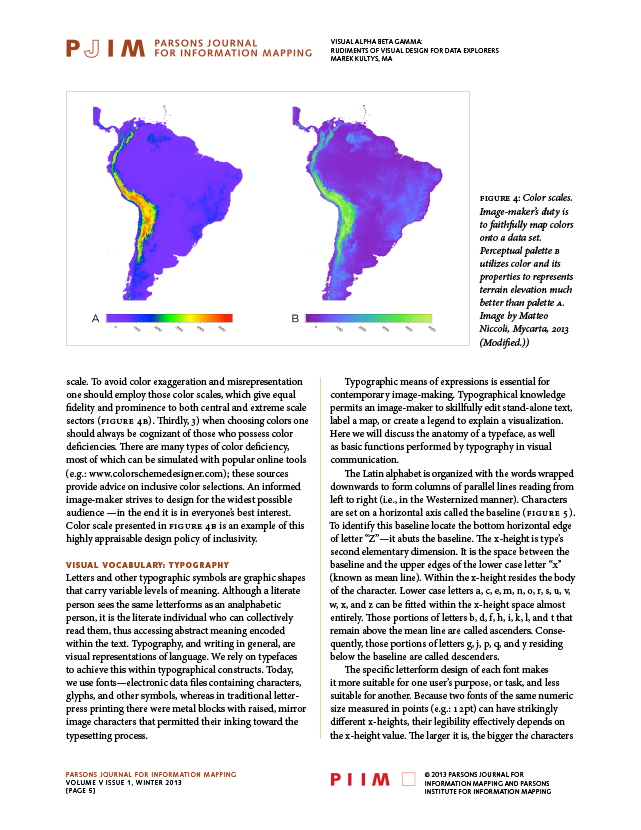 PJIM PARSONS JOURNAL
FOR INFORMATION MAPPING
VISUAL ALPHA BETA GAMMA:
RUDIMENTS OF VISUAL DESIGN FOR DATA EXPLORERS
MAREK KULTYS, MA
A
B
FIGURE 4: Color scales.
Image-maker's duty is
to faithfully map colors
onto a data set.
Perceptual palette B
utilizes color and its
properties to represents
terrain elevation much
better than palette A.
Image by Matteo
Niccoli, Mycarta, 2013
(Modified.))
scale. To avoid color exaggeration and misrepresentation
one should employ those color scales, which give equal
fidelity and prominence to both central and extreme scale
sectors (FIGURE 4B). Thirdly, 3) when choosing colors one
should always be cognizant of those who possess color
deficiencies. There are many types of color deficiency,
most of which can be simulated with popular online tools
(e.g.: www.colorschemedesigner.com); these sources
provide advice on inclusive color selections. An informed
image-maker strives to design for the widest possible
audience —in the end it is in everyone's best interest.
Color scale presented in FIGURE 4B is an example of this
highly appraisable design policy of inclusivity.
VISUAL VOCABULARY: TYPOGRAPHY
Letters and other typographic symbols are graphic shapes
that carry variable levels of meaning. Although a literate
person sees the same letterforms as an analphabetic
person, it is the literate individual who can collectively
read them, thus accessing abstract meaning encoded
within the text. Typography, and writing in general, are
visual representations of language. We rely on typefaces
to achieve this within typographical constructs. Today,
we use fonts—electronic data files containing characters,
glyphs, and other symbols, whereas in traditional letter-
press printing there were metal blocks with raised, mirror
image characters that permitted their inking toward the
typesetting process.
Typographic means of expressions is essential for
contemporary image-making. Typographical knowledge
permits an image-maker to skillfully edit stand-alone text,
label a map, or create a legend to explain a visualization.
Here we will discuss the anatomy of a typeface, as well
as basic functions performed by typography in visual
communication.
The Latin alphabet is organized with the words wrapped
downwards to form columns of parallel lines reading from
left to right (i.e., in the Westernized manner). Characters
are set on a horizontal axis called the baseline (FIGURE 5).
To identify this baseline locate the bottom horizontal edge
of letter "Z"—it abuts the baseline. The x-height is type's
second elementary dimension. It is the space between the
baseline and the upper edges of the lower case letter "x"
(known as mean line). Within the x-height resides the body
of the character. Lower case letters a, c, e, m, n, o, r, s, u, v,
w, x, and z can be fitted within the x-height space almost
entirely. Those portions of letters b, d, f, h, i, k, l, and t that
remain above the mean line are called ascenders. Conse-
quently, those portions of letters g, j, p, q, and y residing
below the baseline are called descenders.
The specific letterform design of each font makes
it more suitable for one user's purpose, or task, and less
suitable for another. Because two fonts of the same numeric
size measured in points (e.g.: 12pt) can have strikingly
different x-heights, their legibility effectively depends on
the x-height value. The larger it is, the bigger the characters
PARSONS JOURNAL FOR INFORMATION MAPPING
VOLUME V ISSUE 1, WINTER 2013
[PAGE 5]
PIIM
© 2013 PARSONS JOURNAL FOR
INFORMATION MAPPING AND PARSONS
INSTITUTE FOR INFORMATION MAPPING